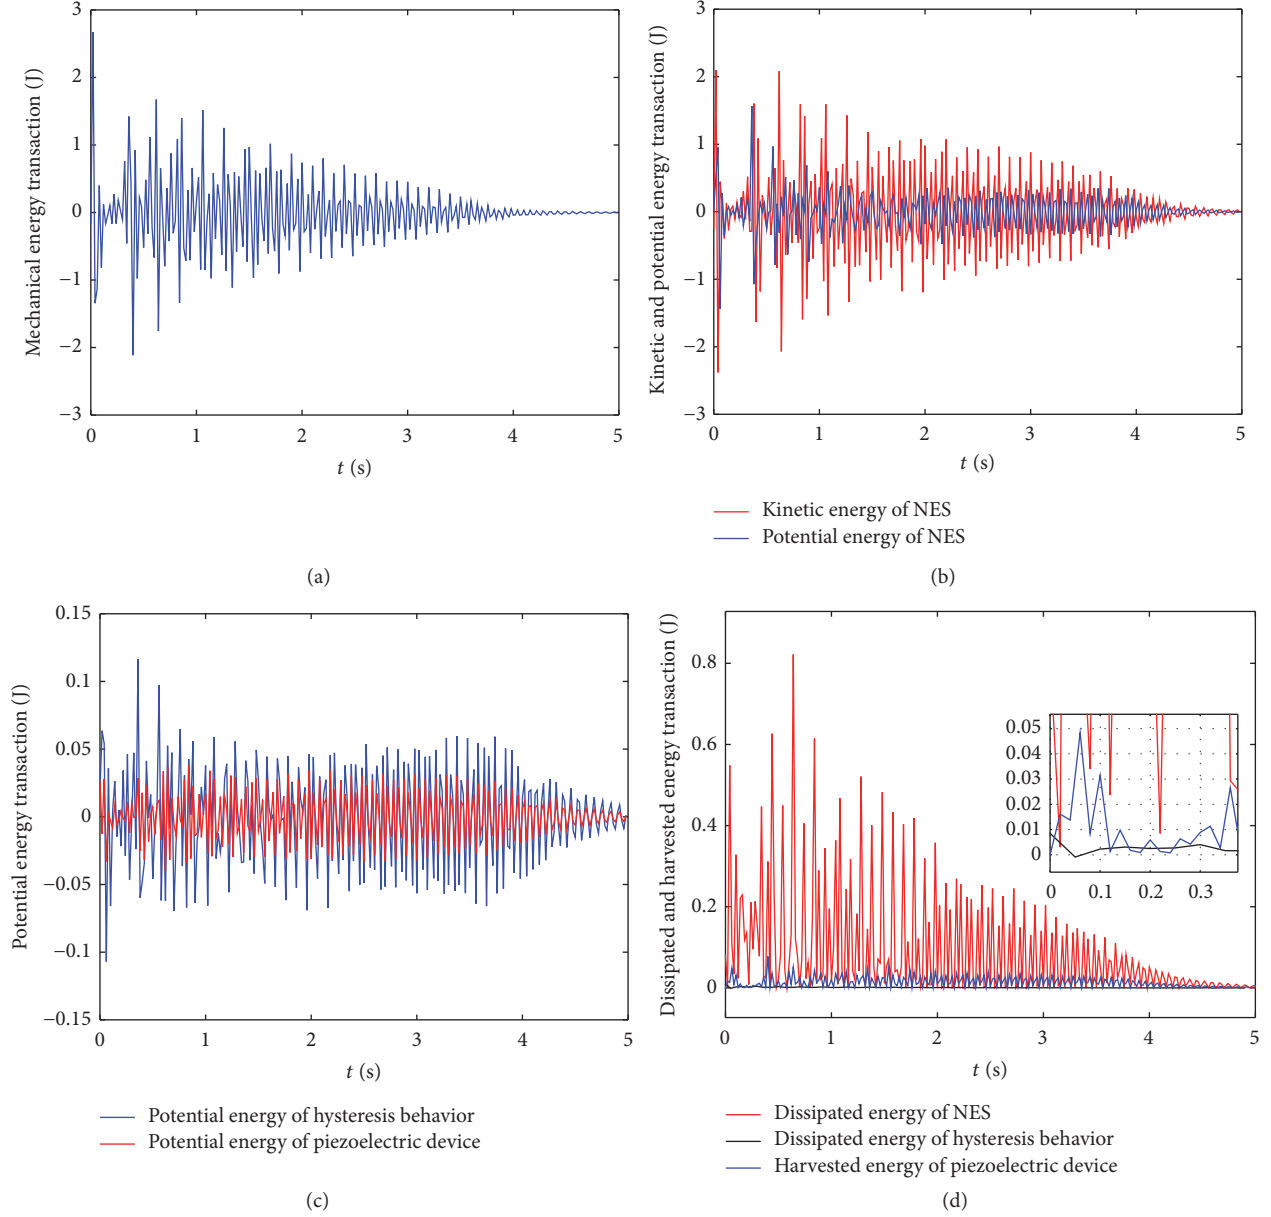 Mechanical energy transaction (J)
3
2
1
0
−1
−2
−3
0 1 2 3 4 5
t (s)
(a)
Kinetic and potential energy transaction (J)
3
2
1
0
−1
−2
−3
0 1 2 3 4 5
t (s)
Kinetic energy of NES
Potential energy of NES
(b)
Potential energy transaction (J)
0.15
0.1
0.05
0
−0.05
−0.1
−0.15
0 1 2 3 4 5
t (s)
Potential energy of hysteresis behavior
Potential energy of piezoelectric device
(c)
Dissipated and harvested energy transaction (J)
0.8
0.6
0.4
0.2
0
0.05
0.04
0.03
0.02
0.01
0
0 0.1 0.2 0.3
0 1 2 3 4 5
t (s)
Dissipated energy of NES
Dissipated energy of hysteresis behavior
Harvested energy of piezoelectric device
(d)